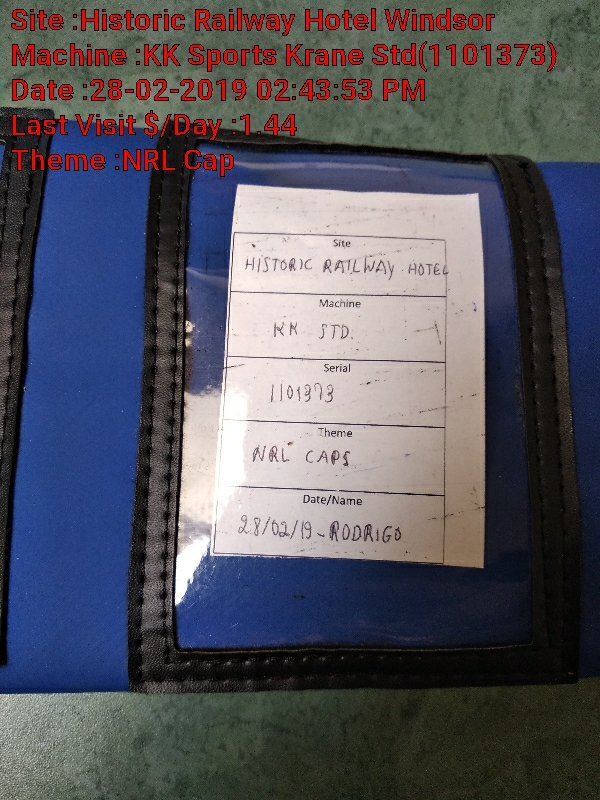 Site :Historic Railway Hotel Windsor
Machine :KK Sports Krane Std(1101373)
Date :28-02-2019 02:43:53 PM
Last Visit $/Day :1.44
Theme :NRL Cap
Site
HISTORIC RAILWAY HOTEL
Machine
KK STD.
Serial
1101373
Theme
NRL CAPS
Date/Name
28/02/19-RODRIGO